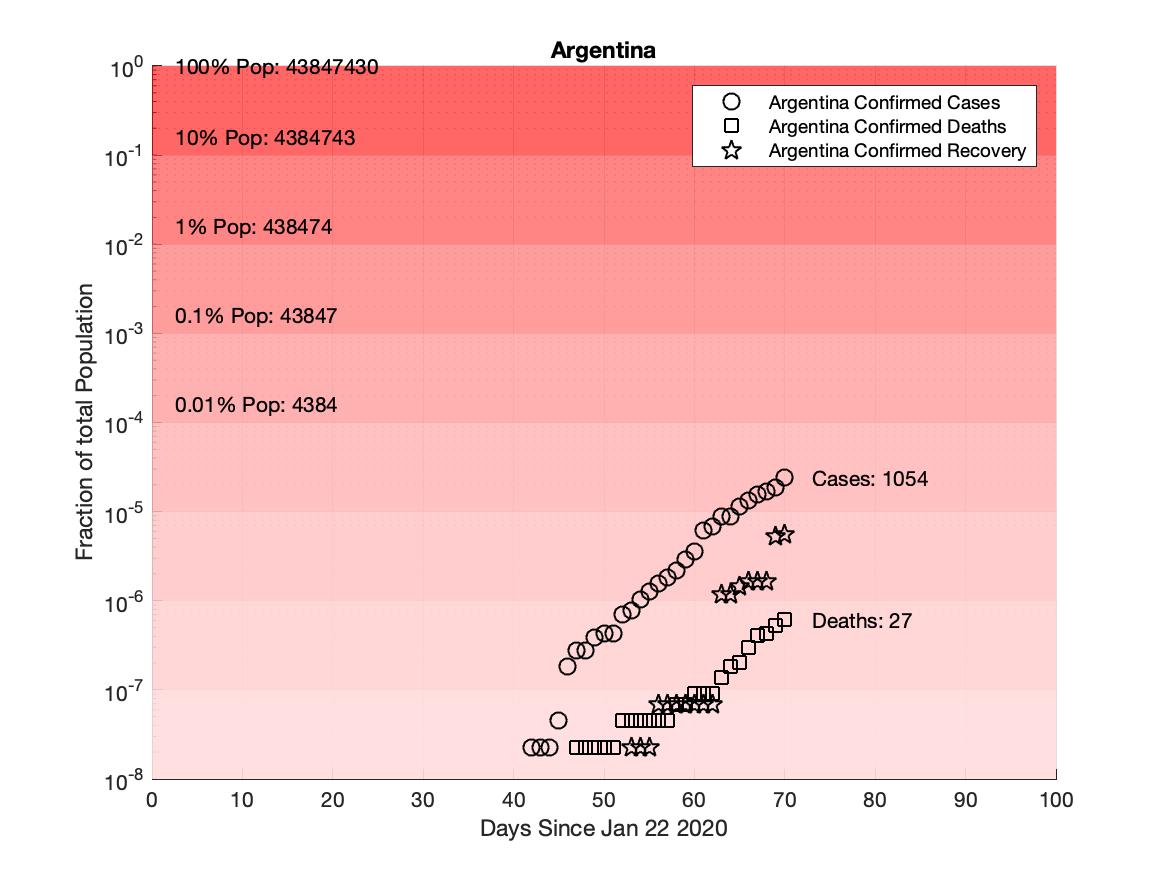 Argentina
10^0
100% Pop: 43847430
Argentina Confirmed Cases
Argentina Confirmed Deaths
Argentina Confirmed Recovery
10% Pop: 4384743
10^-1
1% Pop: 438474
10^-2
0.1% Pop: 43847
10^-3
0.01% Pop: 4384
10^-4
Cases: 1054
10^-5
10^-6
Deaths: 27
10^-7
10^-8
Fraction of total Population
0 10 20 30 40 50 60 70 80 90 100
Days Since Jan 22 2020